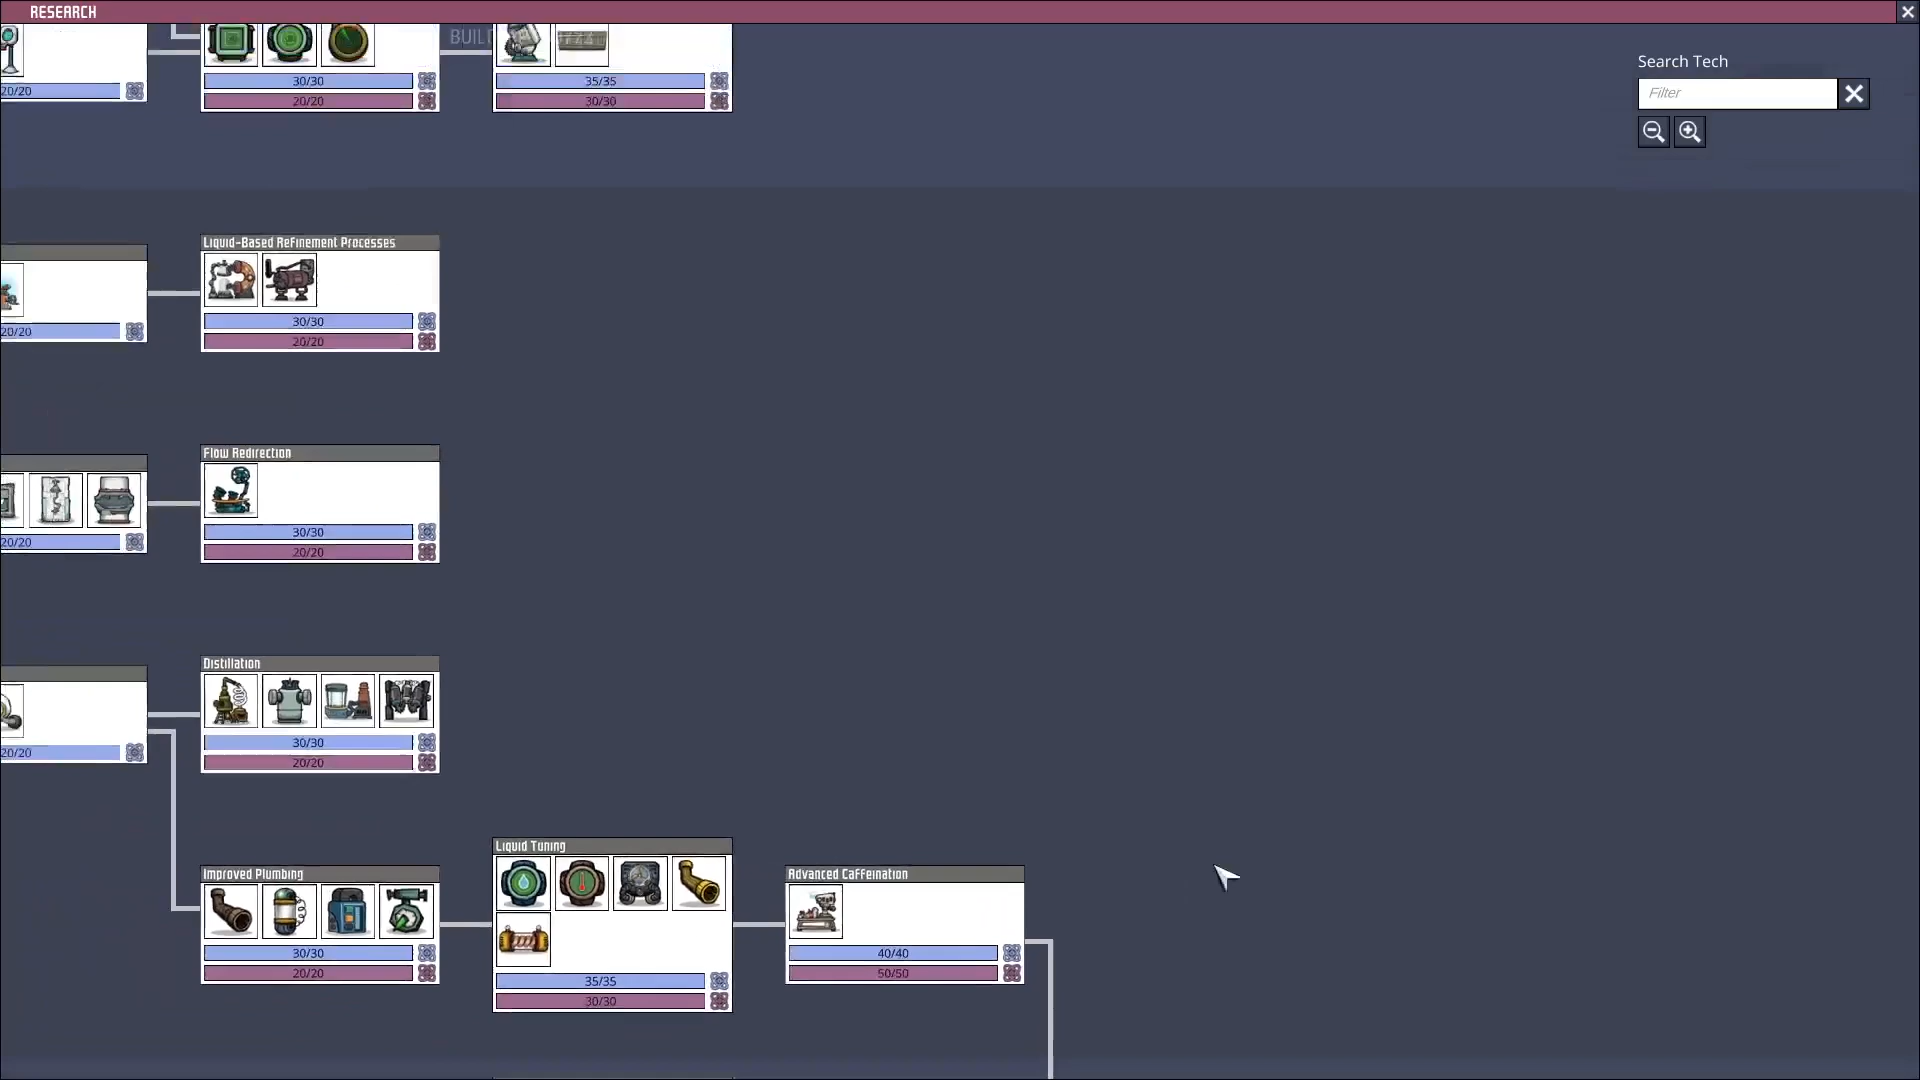 RESEARCH
BUILD
Search Tech
Filter
20/20
30/30
20/20
35/35
30/30
Liquid-Based Refinement Processes
20/20
30/30
20/20
Flow Redirection
20/20
30/30
20/20
Distillation
20/20
30/30
20/20
Improved Plumbing
30/30
20/20
Liquid Tuning
35/35
30/30
Advanced Caffeination
40/40
50/50